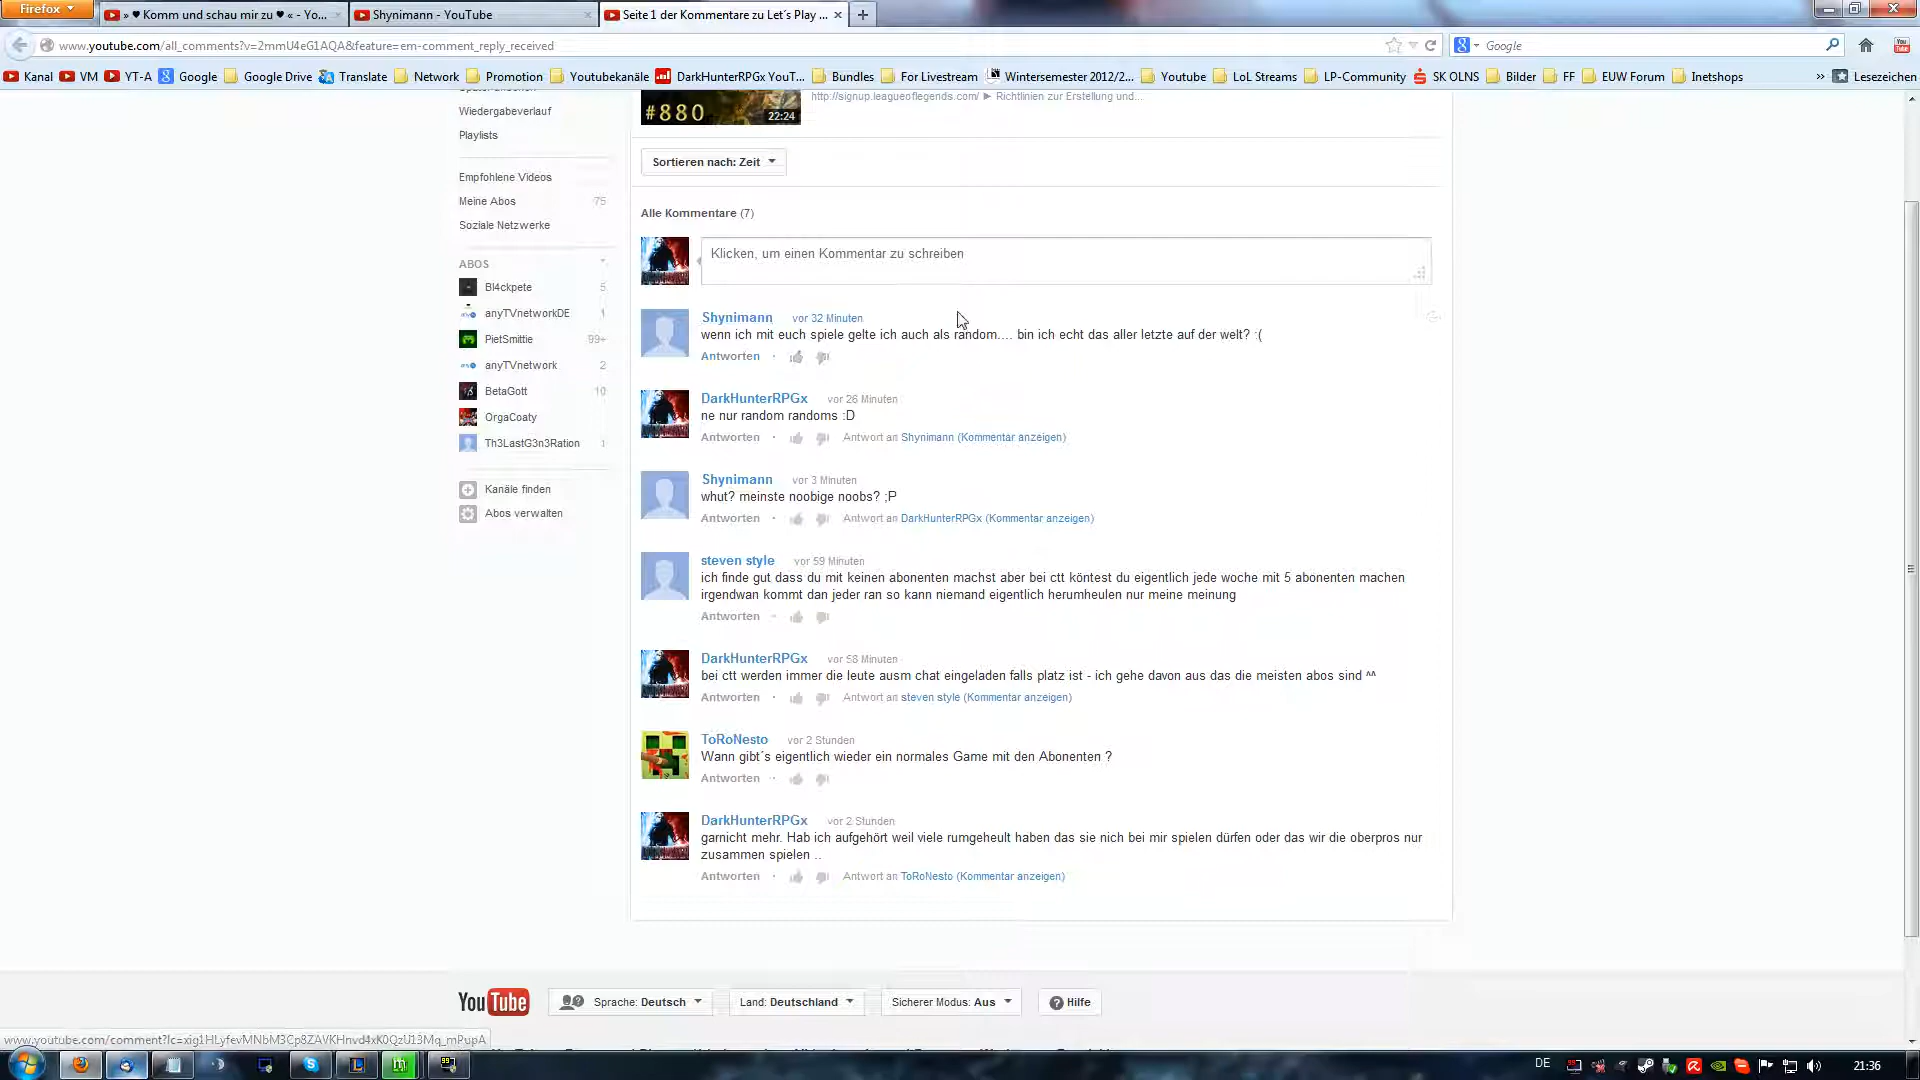 Firefox
» ♥ Komm und schau mir zu ♥ « - Yo...
Shynimann - YouTube
Seite 1 der Kommentare zu Let´s Play ...
www.youtube.com/all_comments?v=2mmU4eG1AQA&feature=em-comment_reply_received
Google
Kanal VM YT-A Google Google Drive Translate Network Promotion Youtubekanäle DarkHunterRPGx YouT... Bundles For Livestream Wintersemester 2012/2... Youtube LoL Streams LP-Community SK OLNS Bilder FF EUW Forum Inetshops » Lesezeichen
http://signup.leagueoflegends.com/ ► Richtlinien zur Erstellung und...
#880
22:24
Wiedergabeverlauf
Playlists
Empfohlene Videos
Meine Abos 75
Soziale Netzwerke
ABOS
Bl4ckpete 5
anyTVnetworkDE 1
PietSmittie 99+
anyTVnetwork 2
BetaGott 10
OrgaCoaty
Th3LastG3n3Ration 1
Kanäle finden
Abos verwalten
Sortieren nach: Zeit
Alle Kommentare (7)
Klicken, um einen Kommentar zu schreiben
Shynimann vor 32 Minuten
wenn ich mit euch spiele gelte ich auch als random.... bin ich echt das aller letzte auf der welt? :(
Antworten
DarkHunterRPGx vor 26 Minuten
ne nur random randoms :D
Antworten · Antwort an Shynimann (Kommentar anzeigen)
Shynimann vor 3 Minuten
whut? meinste noobige noobs? ;P
Antworten · Antwort an DarkHunterRPGx (Kommentar anzeigen)
steven style vor 59 Minuten
ich finde gut dass du mit keinen abonenten machst aber bei ctt köntest du eigentlich jede woche mit 5 abonenten machen
irgendwan kommt dan jeder ran so kann niemand eigentlich herumheulen nur meine meinung
Antworten
DarkHunterRPGx vor 58 Minuten
bei ctt werden immer die leute ausm chat eingeladen falls platz ist - ich gehe davon aus das die meisten abos sind ^^
Antworten · Antwort an steven style (Kommentar anzeigen)
ToRoNesto vor 2 Stunden
Wann gibt´s eigentlich wieder ein normales Game mit den Abonenten ?
Antworten
DarkHunterRPGx vor 2 Stunden
garnicht mehr. Hab ich aufgehört weil viele rumgeheult haben das sie nich bei mir spielen dürfen oder das wir die oberpros nur
zusammen spielen ..
Antworten · Antwort an ToRoNesto (Kommentar anzeigen)
YouTube
Sprache: Deutsch
Land: Deutschland
Sicherer Modus: Aus
Hilfe
www.youtube.com/comment?lc=xig1HLyfevMNbM3Cp8ZAVKHnvd4xK0QzU13Mq_mPupA
DE
21:36